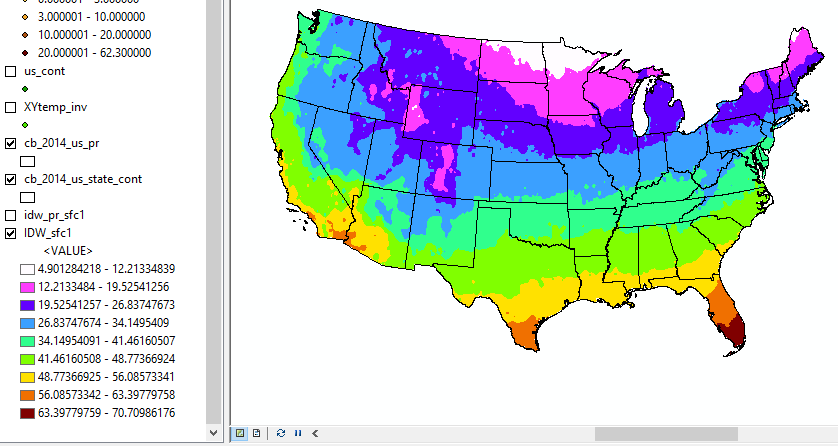 3.000001 - 10.000000
10.000001 - 20.000000
20.000001 - 62.300000
us_cont
XYtemp_inv
cb_2014_us_pr
cb_2014_us_state_cont
idw_pr_sfc1
IDW_sfc1
<VALUE>
4.901284218 - 12.21334839
12.2133484 - 19.52541256
19.52541257 - 26.83747673
26.83747674 - 34.1495409
34.14954091 - 41.46160507
41.46160508 - 48.77366924
48.77366925 - 56.08573341
56.08573342 - 63.39779758
63.39779759 - 70.70986176